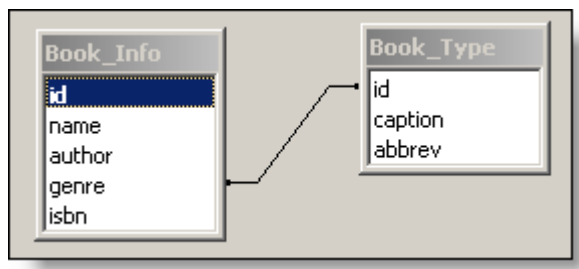 Book_Info
id
name
author
genre
isbn
Book_Type
id
caption
abbrev